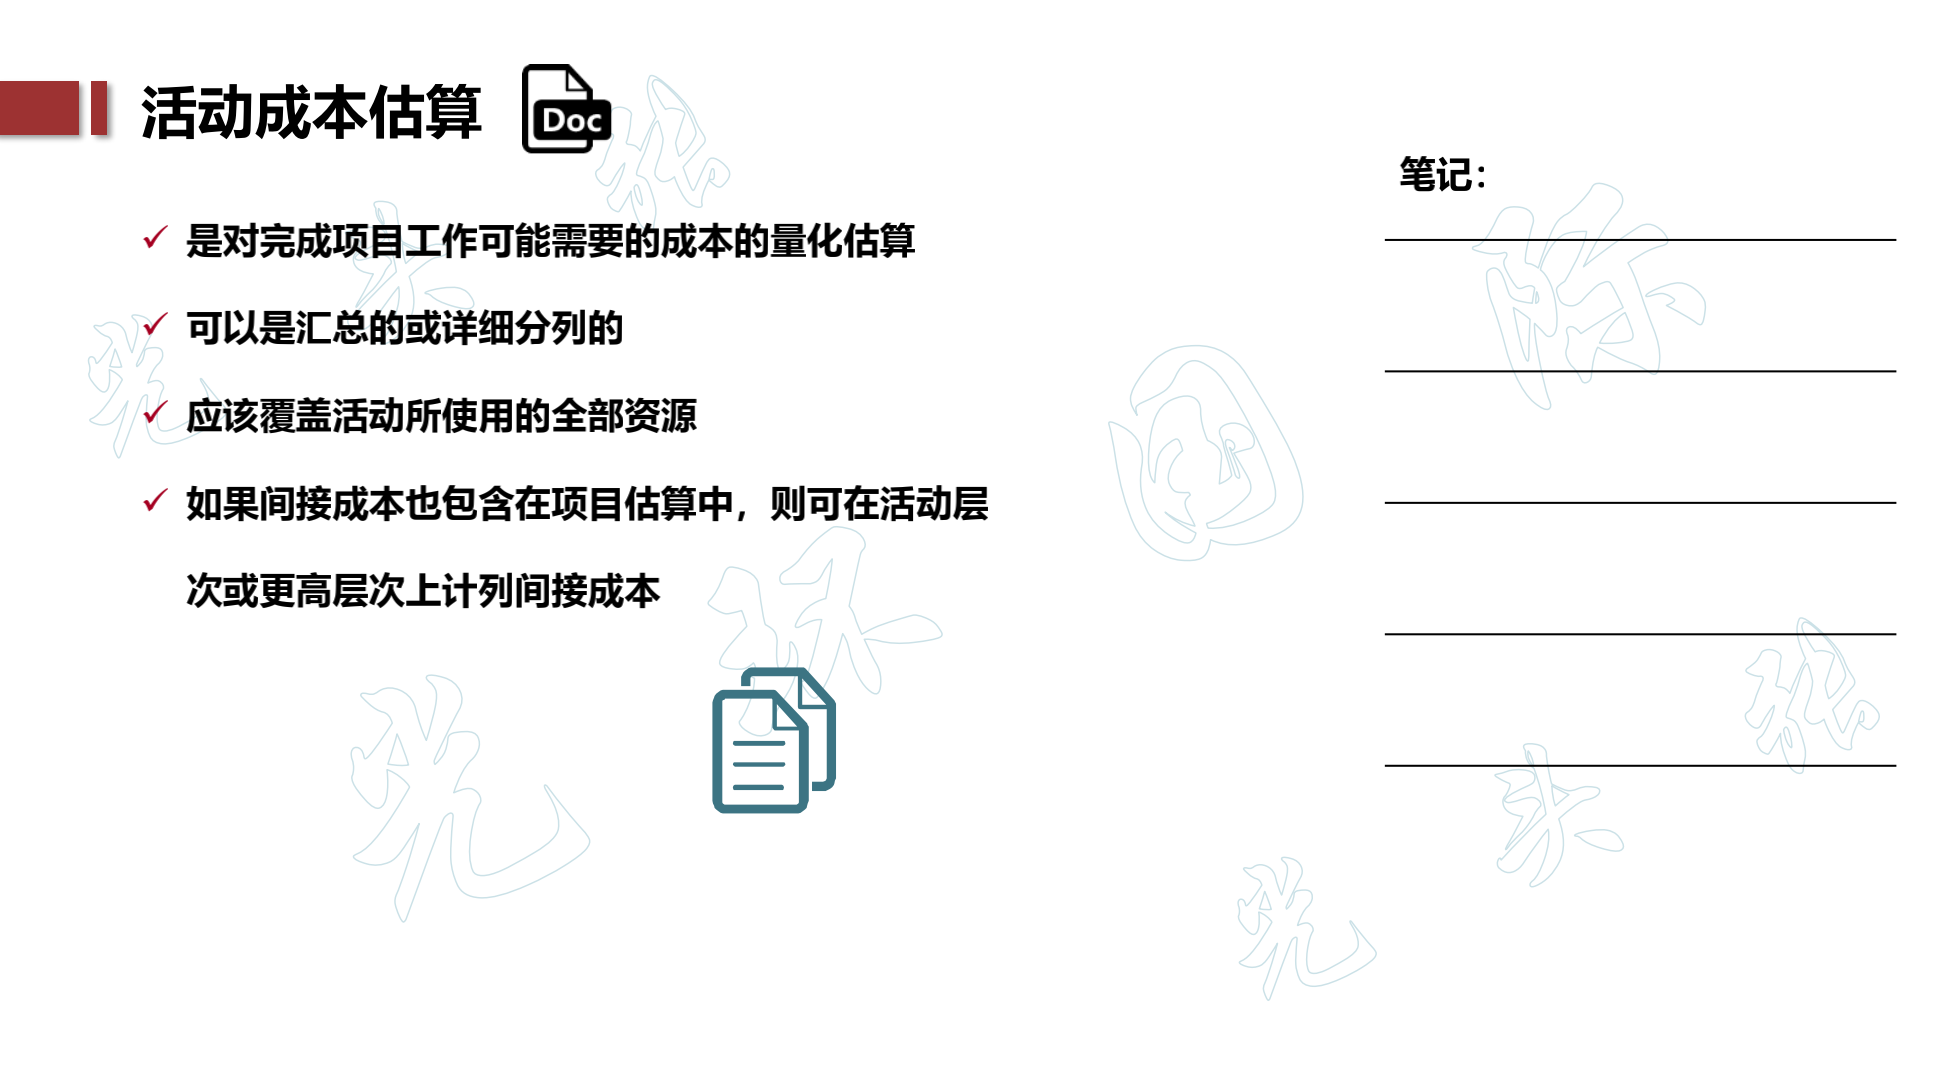 活动成本估算
Doc
是对完成项目工作可能需要的成本的量化估算
可以是汇总的或详细分列的
应该覆盖活动所使用的全部资源
如果间接成本也包含在项目估算中，则可在活动层
次或更高层次上计列间接成本
笔记：